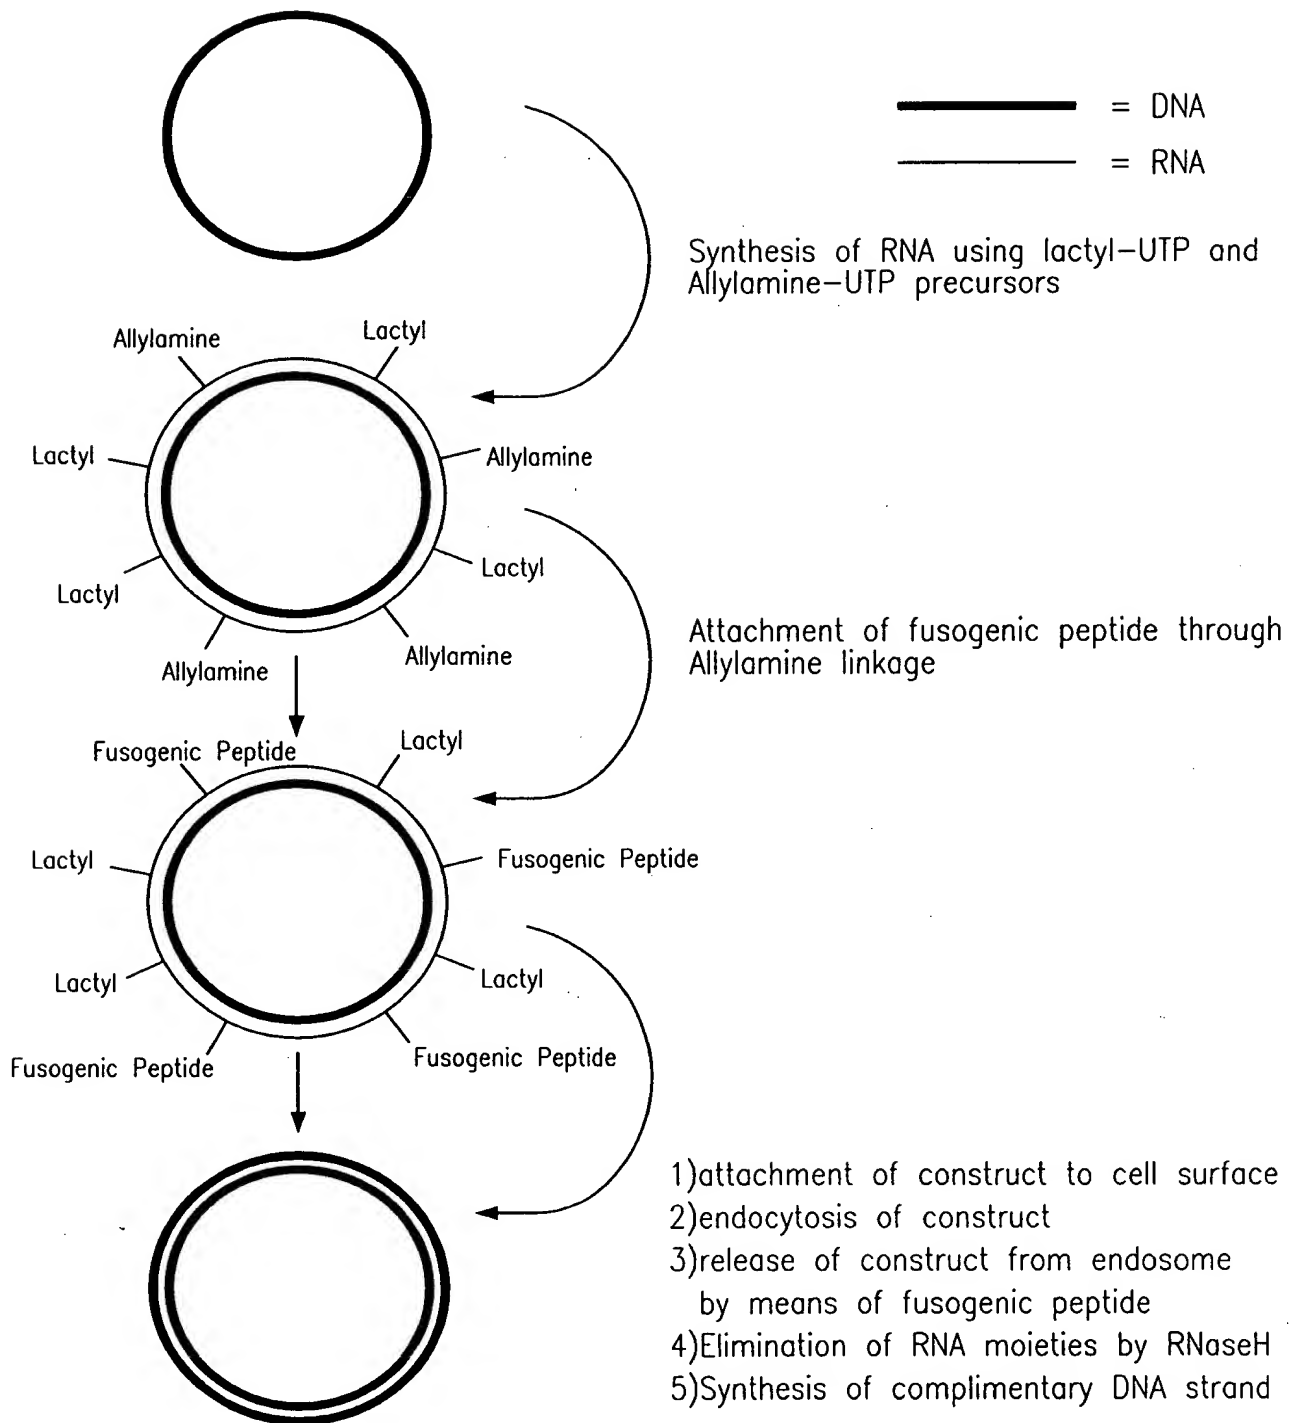 = DNA
= RNA
Synthesis of RNA using lactyl-UTP and
Allylamine-UTP precursors
Allylamine
Lactyl
Lactyl
Allylamine
Lactyl
Lactyl
Allylamine
Allylamine
Attachment of fusogenic peptide through
Allylamine linkage
Fusogenic Peptide
Lactyl
Lactyl
Fusogenic Peptide
Lactyl
Lactyl
Fusogenic Peptide
Fusogenic Peptide
1)attachment of construct to cell surface
2)endocytosis of construct
3)release of construct from endosome
by means of fusogenic peptide
4)Elimination of RNA moieties by RNaseH
5)Synthesis of complimentary DNA strand